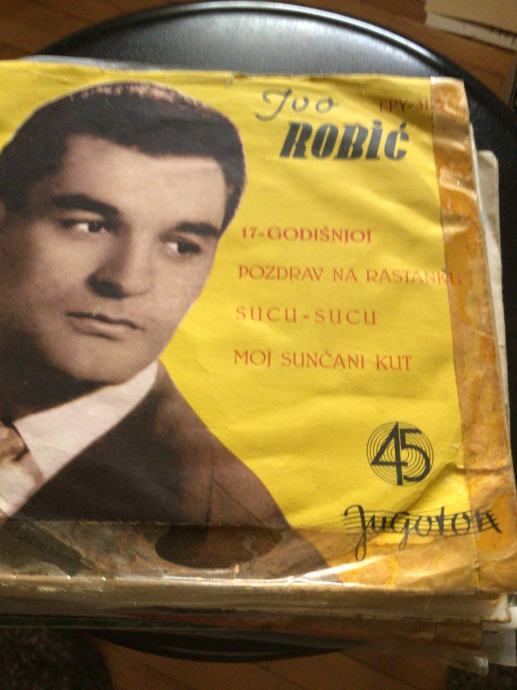 Ivo
ROBIĆ
17-GODIŠNJOJ
POZDRAV NA RASTANKU
SUCU-SUCU
MOJ SUNČANI KUT
45
Jugoton